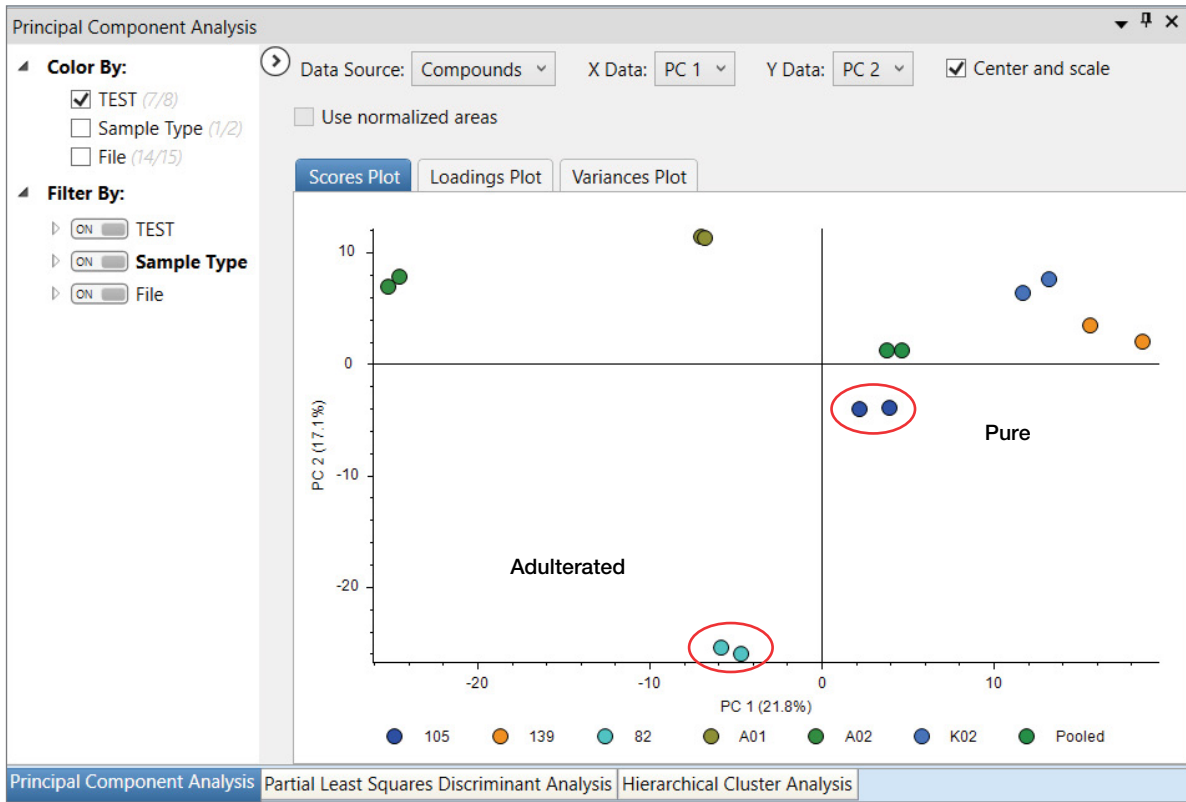 Principal Component Analysis
Color By:
TEST (7/8)
Sample Type (1/2)
File (14/15)
Filter By:
ON TEST
ON Sample Type
ON File
Data Source: Compounds X Data: PC 1 Y Data: PC 2 Center and scale
Use normalized areas
Scores Plot Loadings Plot Variances Plot
10
0
-10
-20
PC 2 (17.1%)
Pure
Adulterated
-20 -10 0 10
PC 1 (21.8%)
105 139 82 A01 A02 K02 Pooled
Principal Component Analysis Partial Least Squares Discriminant Analysis Hierarchical Cluster Analysis